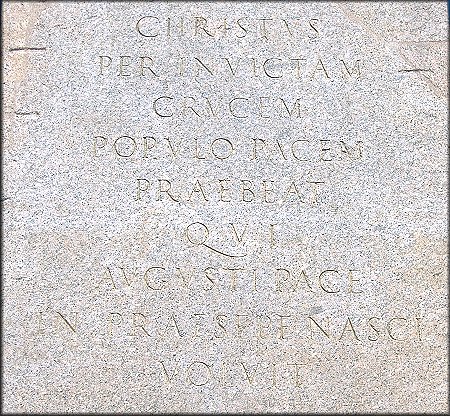 CHRISTVS
PER INVICTAM
CRVCEM
POPVLO PACEM
PRAEBEAT
QVI
AVGVSTI PACE
IN PRAESEPE NASCI
VOLVIT